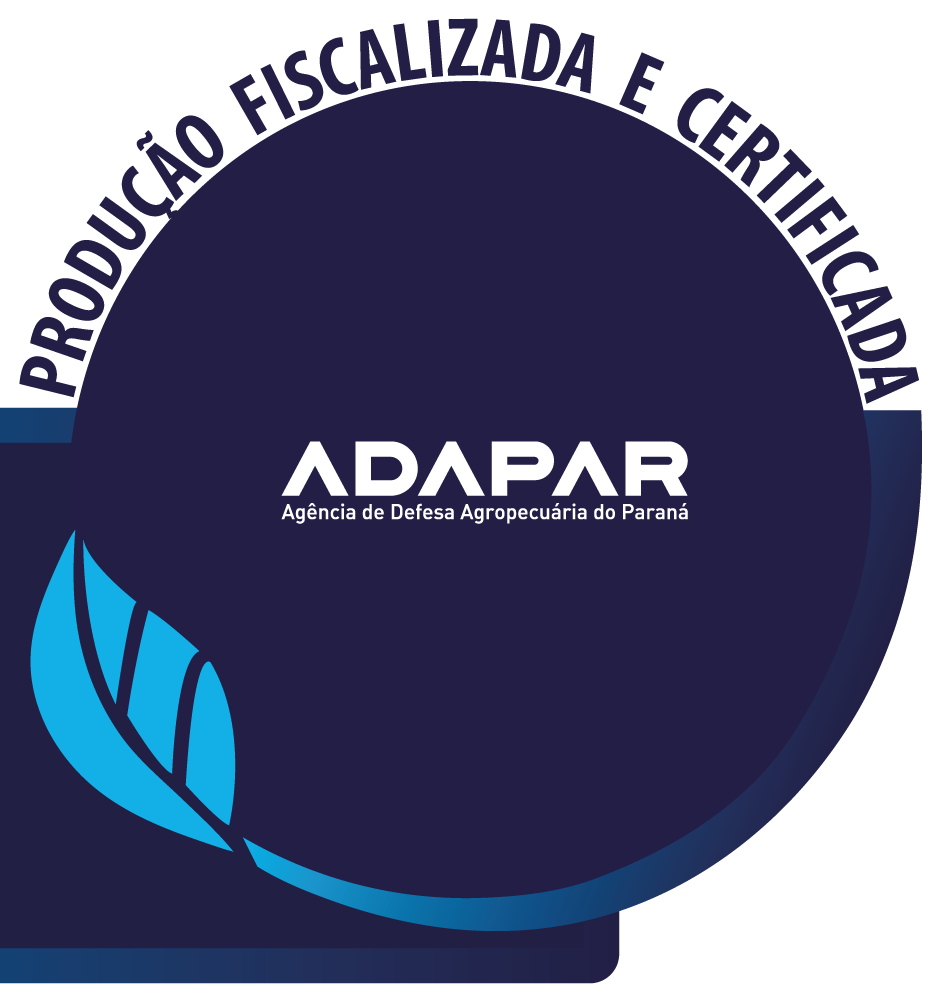 PRODUÇÃO FISCALIZADA E CERTIFICADA
ADAPAR
Agência de Defesa Agropecuária do Paraná